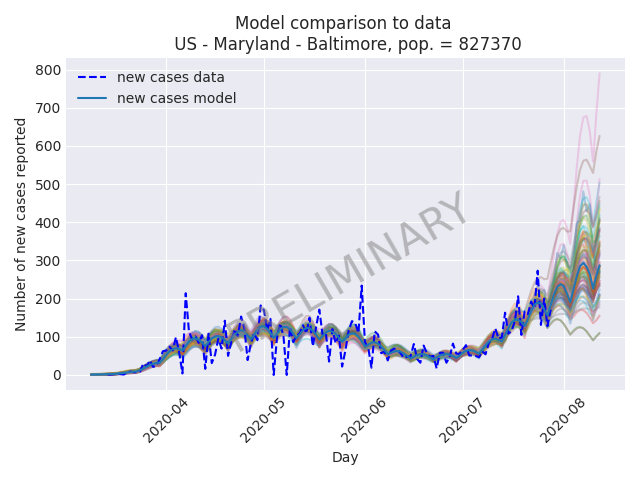 Model comparison to data
US - Maryland - Baltimore, pop. = 827370
800
700
600
500
400
300
200
100
0
Number of new cases reported
new cases data
new cases model
PRELIMINARY
2020-04
2020-05
2020-06
2020-07
2020-08
Day